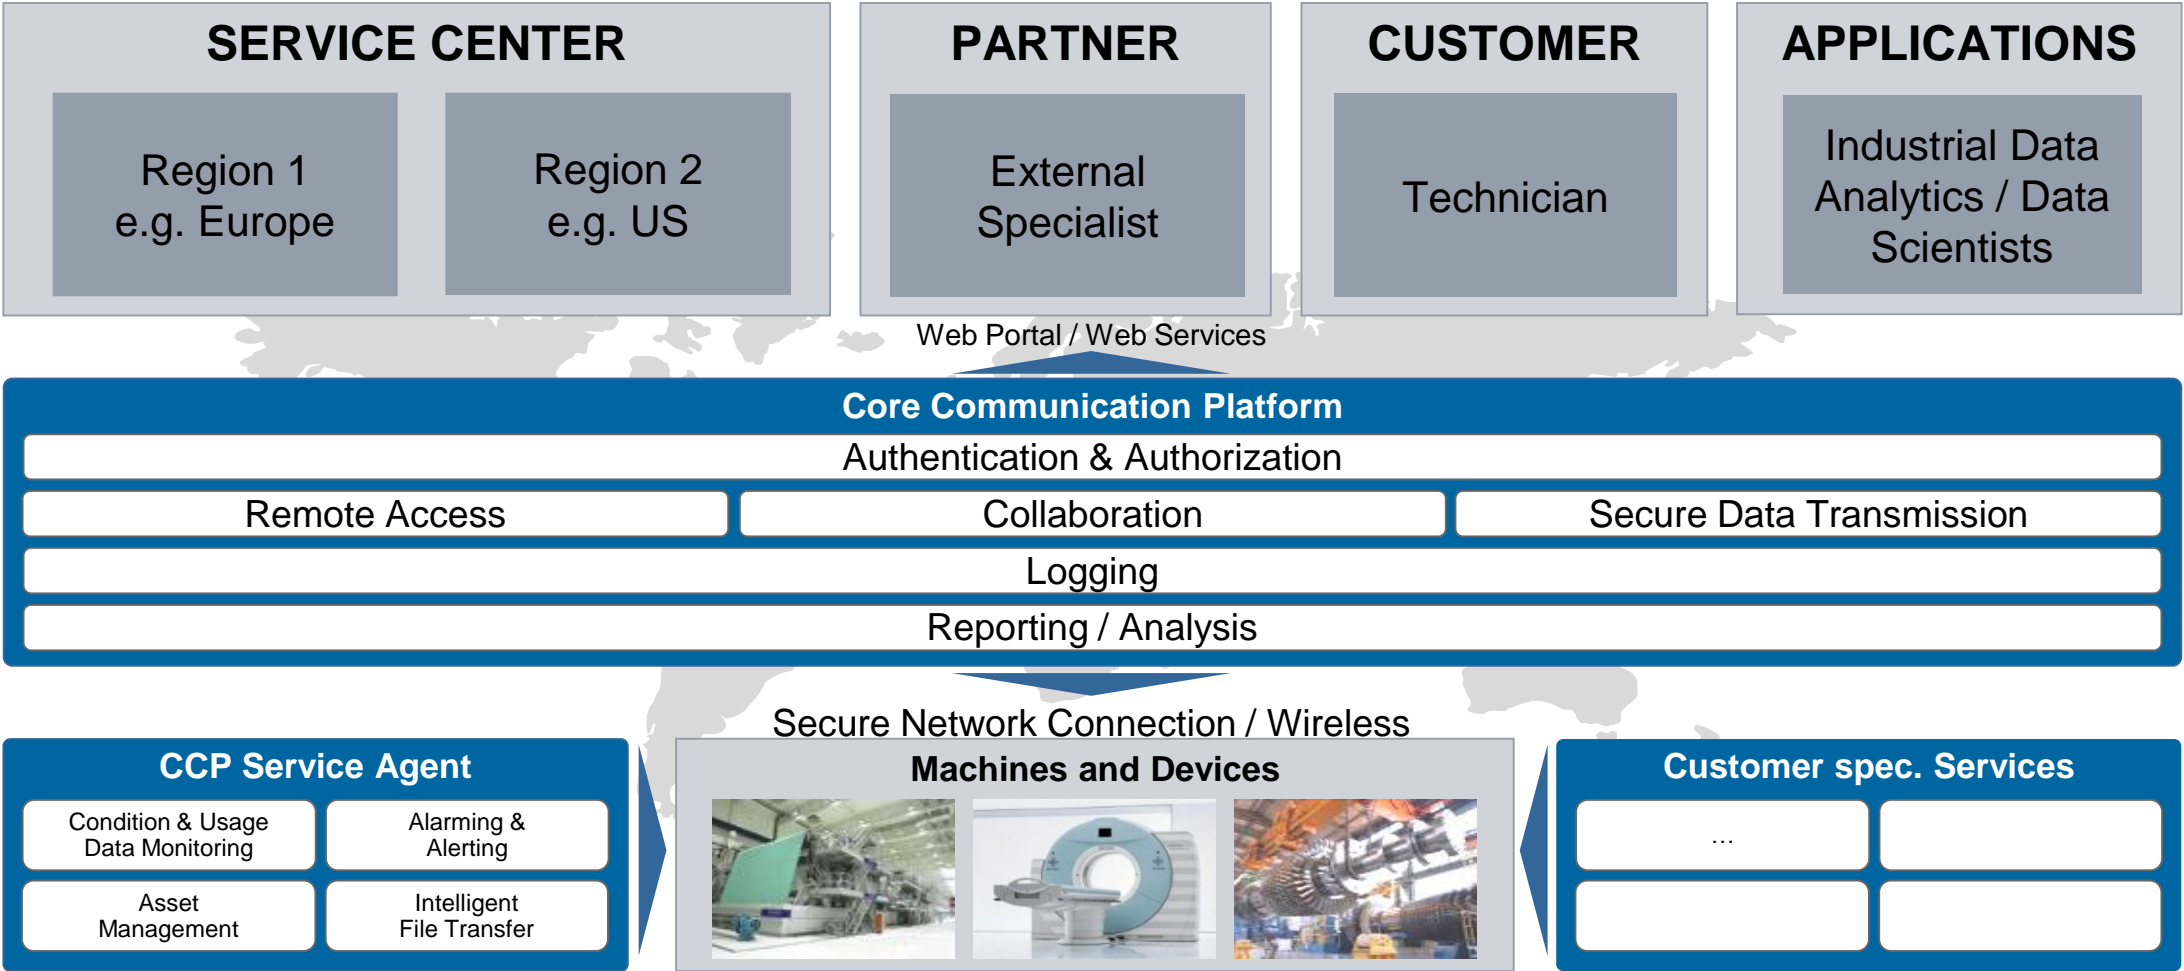 SERVICE CENTER
Region 1
e.g. Europe
Region 2
e.g. US
PARTNER
External
Specialist
CUSTOMER
Technician
APPLICATIONS
Industrial Data
Analytics / Data
Scientists
Web Portal / Web Services
Core Communication Platform
Authentication & Authorization
Remote Access
Collaboration
Secure Data Transmission
Logging
Reporting / Analysis
Secure Network Connection / Wireless
CCP Service Agent
Condition & Usage
Data Monitoring
Alarming &
Alerting
Asset
Management
Intelligent
File Transfer
Machines and Devices
Customer spec. Services
...